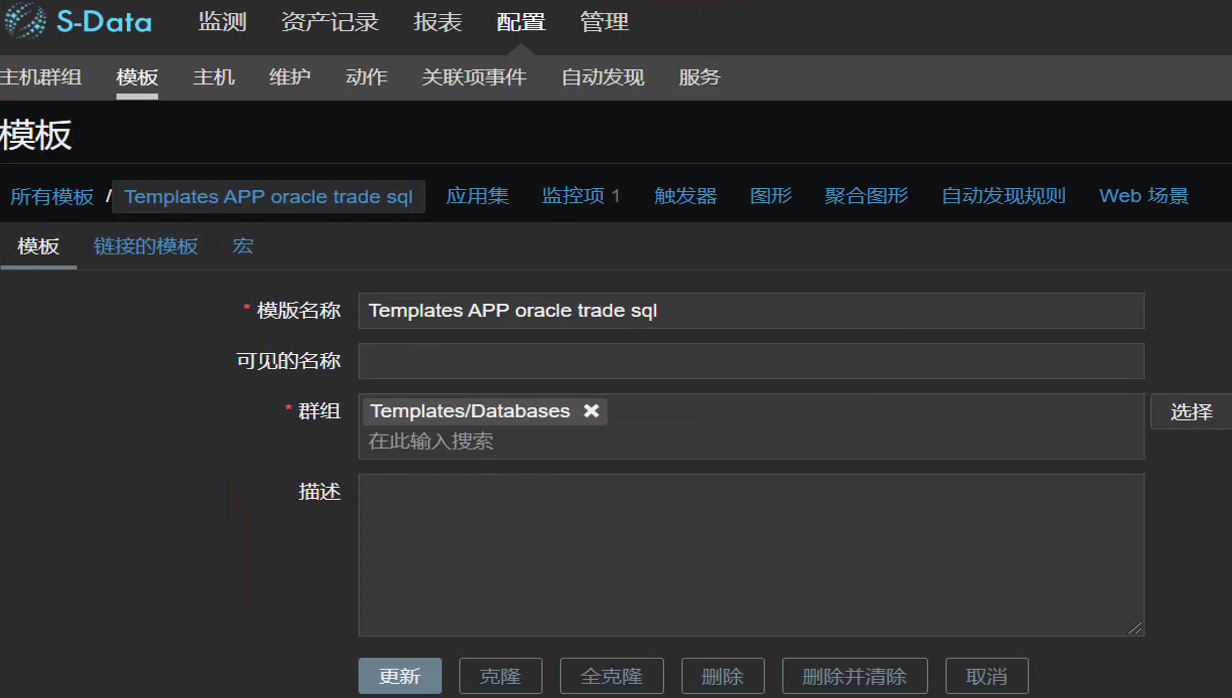 S-Data 监测 资产记录 报表 配置 管理
主机群组 模板 主机 维护 动作 关联项事件 自动发现 服务
模板
所有模板 / Templates APP oracle trade sql 应用集 监控项 1 触发器 图形 聚合图形 自动发现规则 Web 场景
模板 链接的模板 宏
* 模版名称 Templates APP oracle trade sql
可见的名称
* 群组 Templates/Databases ✖ 选择
在此输入搜索
描述
更新 克隆 全克隆 删除 删除并清除 取消